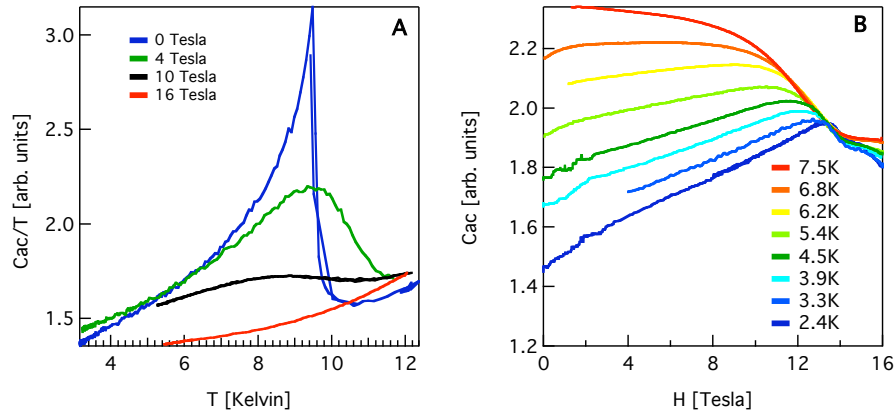 A
3.0
2.5
2.0
1.5
Cac/T [arb. units]
4 6 8 10 12
T [Kelvin]
0 Tesla
4 Tesla
10 Tesla
16 Tesla
B
2.2
2.0
1.8
1.6
1.4
1.2
Cac [arb. units]
0 4 8 12 16
H [Tesla]
7.5K
6.8K
6.2K
5.4K
4.5K
3.9K
3.3K
2.4K